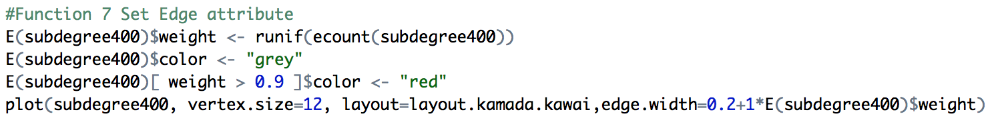 #Function 7 Set Edge attribute
E(subdegree400)$weight <- runif(ecount(subdegree400))
E(subdegree400)$color <- "grey"
E(subdegree400)[ weight > 0.9 ]$color <- "red"
plot(subdegree400, vertex.size=12, layout=layout.kamada.kawai,edge.width=0.2+1*E(subdegree400)$weight)